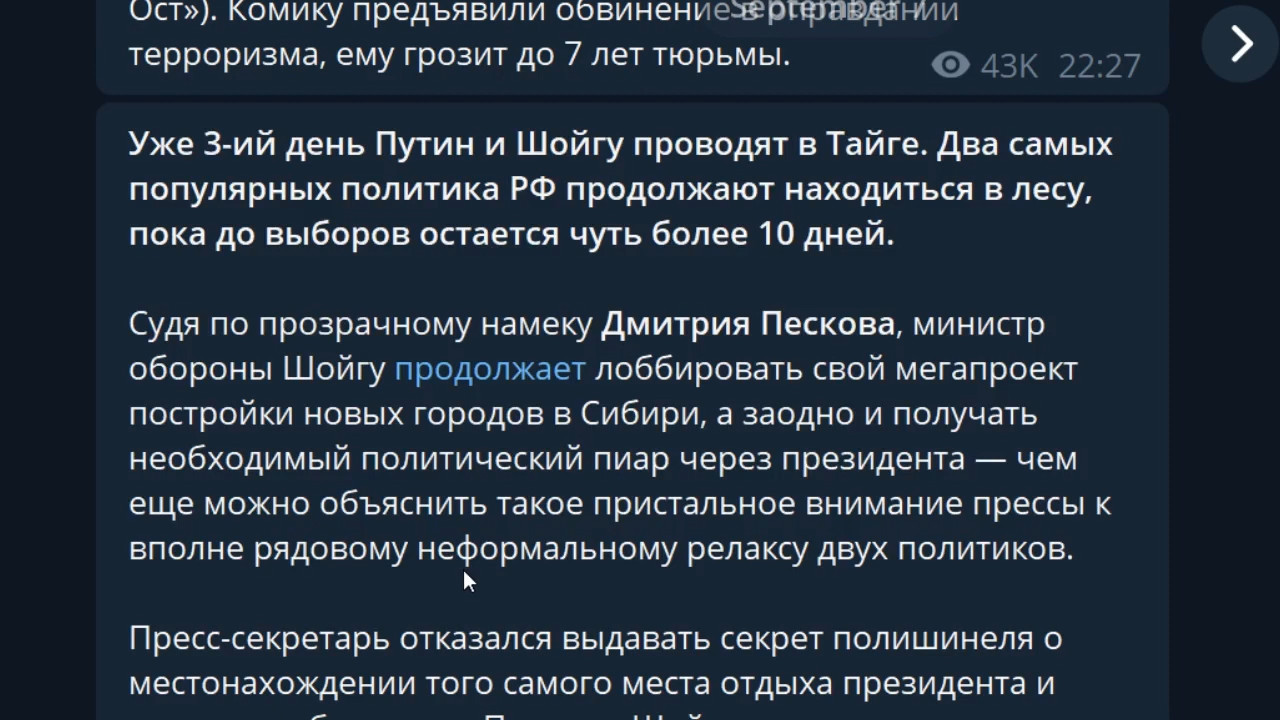 Ост»). Комику предъявили обвинение в оправдании
September 7
терроризма, ему грозит до 7 лет тюрьмы.
43K 22:27
Уже 3-ий день Путин и Шойгу проводят в Тайге. Два самых
популярных политика РФ продолжают находиться в лесу,
пока до выборов остается чуть более 10 дней.
Судя по прозрачному намеку Дмитрия Пескова, министр
обороны Шойгу продолжает лоббировать свой мегапроект
постройки новых городов в Сибири, а заодно и получать
необходимый политический пиар через президента — чем
еще можно объяснить такое пристальное внимание прессы к
вполне рядовому неформальному релаксу двух политиков.
Пресс-секретарь отказался выдавать секрет полишинеля о
местонахождении того самого места отдыха президента и